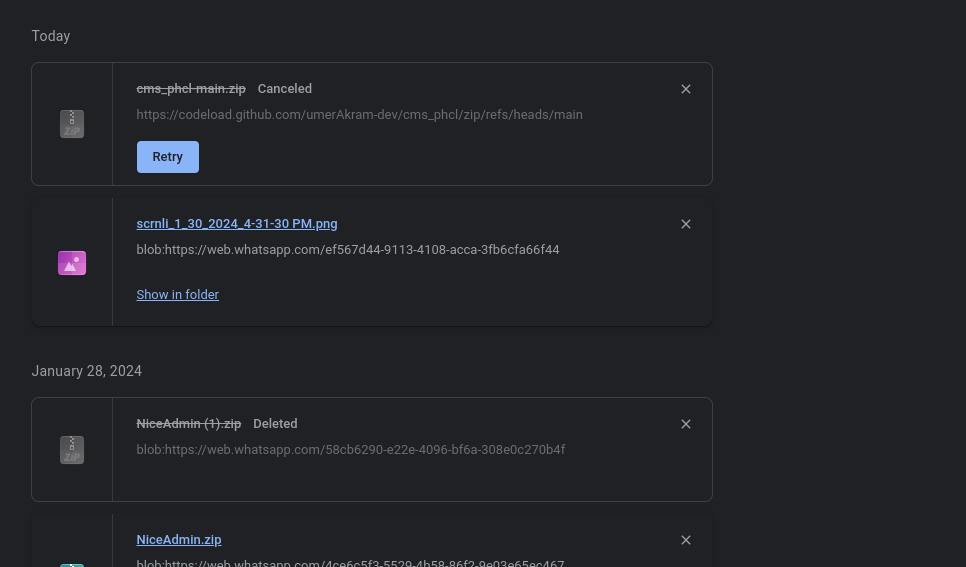 Today
cms_phcl-main.zip Canceled
https://codeload.github.com/umerAkram-dev/cms_phcl/zip/refs/heads/main
ZIP
Retry
scrnli_1_30_2024_4-31-30 PM.png
blob:https://web.whatsapp.com/ef567d44-9113-4108-acca-3fb6cfa66f44
Show in folder
January 28, 2024
NiceAdmin (1).zip Deleted
blob:https://web.whatsapp.com/58cb6290-e22e-4096-bf6a-308e0c270b4f
ZIP
NiceAdmin.zip
blob:https://web.whatsapp.com/4ce6c5f3-5529-4b58-86f2-9e03e65ec467